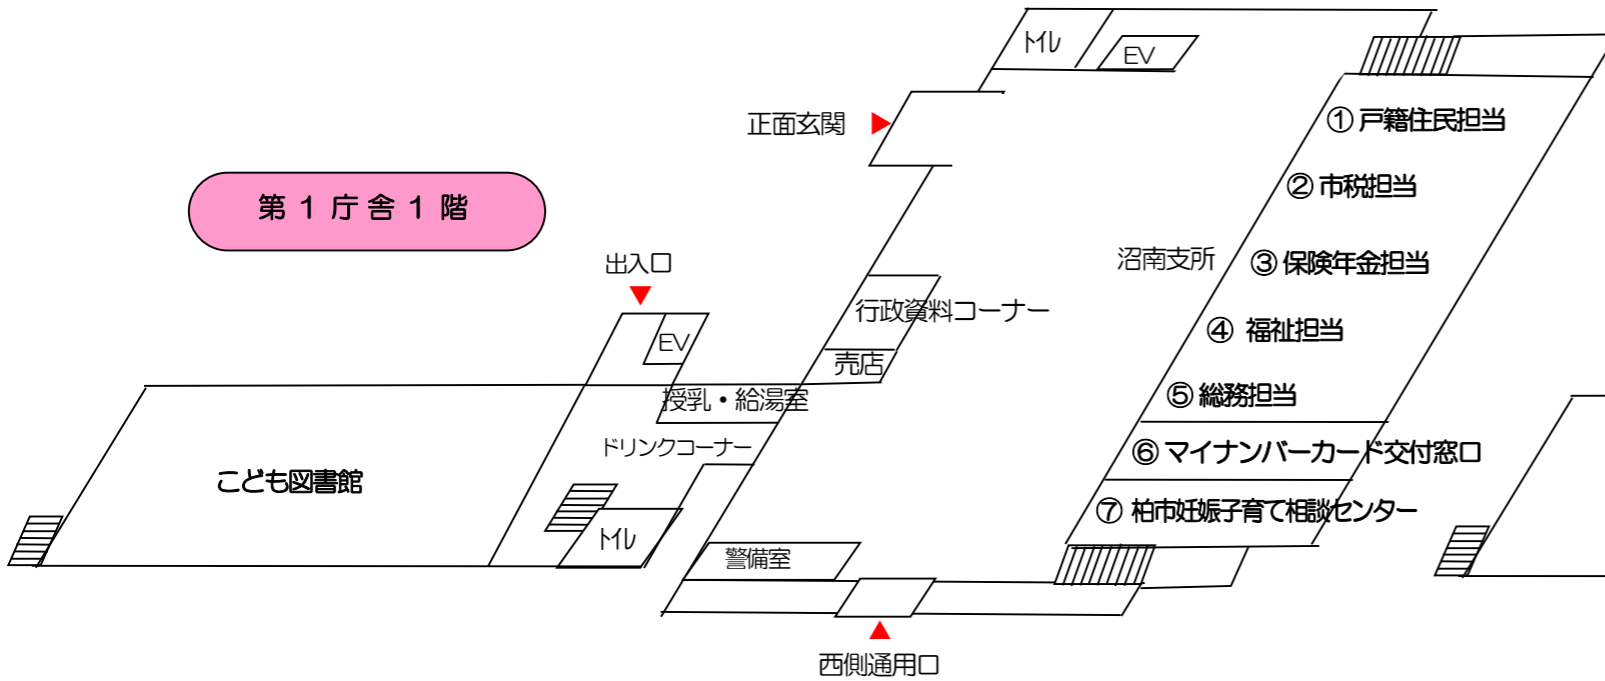 トイレ
EV
正面玄関
① 戸籍住民担当
② 市税担当
第１庁舎１階
沼南支所
③ 保険年金担当
出入口
行政資料コーナー
④ 福祉担当
EV
売店
授乳・給湯室
⑤ 総務担当
ドリンクコーナー
⑥ マイナンバーカード交付窓口
こども図書館
⑦ 柏市妊娠子育て相談センター
トイレ
警備室
西側通用口